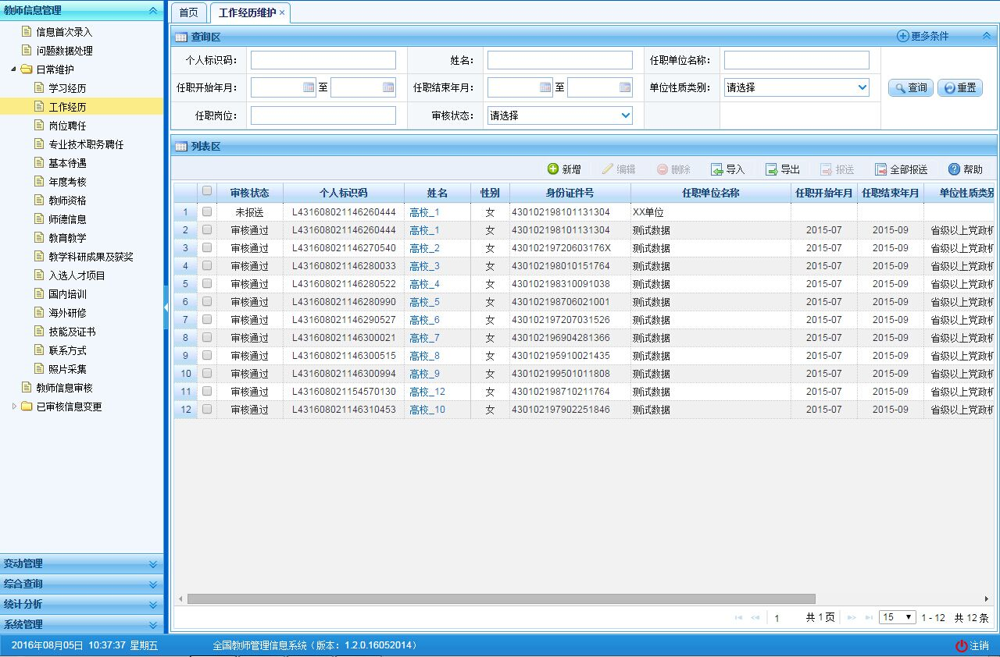 教师信息管理
信息首次录入
问题数据处理
日常维护
学习经历
工作经历
岗位聘任
专业技术职务聘任
基本待遇
年度考核
教师资格
师德信息
教育教学
教学科研成果及获奖
入选人才项目
国内培训
海外研修
技能及证书
联系方式
照片采集
教师信息审核
已审核信息变更
变动管理
综合查询
统计分析
系统管理
首页 工作经历维护 ×
查询区 更多条件
个人标识码： 姓名： 任职单位名称：
任职开始年月： 至 任职结束年月： 至 单位性质类别： 请选择 查询 重置
任职岗位： 审核状态： 请选择
列表区
新增 编辑 删除 导入 导出 报送 全部报送 帮助
审核状态 个人标识码 姓名 性别 身份证件号 任职单位名称 任职开始年月 任职结束年月 单位性质类别
1 未报送 L431608021146260444 高校_1 女 430102198101131304 XX单位
2 审核通过 L431608021146260444 高校_1 女 430102198101131304 测试数据 2015-07 2015-09 省级以上党政机
3 审核通过 L431608021146270540 高校_2 女 43010219720603176X 测试数据 2015-07 2015-09 省级以上党政机
4 审核通过 L431608021146280033 高校_3 女 430102198010151764 测试数据 2015-07 2015-09 省级以上党政机
5 审核通过 L431608021146280522 高校_4 女 430102198310091038 测试数据 2015-07 2015-09 省级以上党政机
6 审核通过 L431608021146280990 高校_5 女 430102198706021001 测试数据 2015-07 2015-09 省级以上党政机
7 审核通过 L431608021146290527 高校_6 女 430102197207031526 测试数据 2015-07 2015-09 省级以上党政机
8 审核通过 L431608021146300021 高校_7 女 430102196904281366 测试数据 2015-07 2015-09 省级以上党政机
9 审核通过 L431608021146300515 高校_8 女 430102195910021435 测试数据 2015-07 2015-09 省级以上党政机
10 审核通过 L431608021146300994 高校_9 女 430102199501011808 测试数据 2015-07 2015-09 省级以上党政机
11 审核通过 L431608021154570130 高校_12 女 430102198710211764 测试数据 2015-07 2015-09 省级以上党政机
12 审核通过 L431608021146310453 高校_10 女 430102197902251846 测试数据 2015-07 2015-09 省级以上党政机
1 共 1 页 15 1 - 12 共 12 条
2016年08月05日 10:37:37 星期五 全国教师管理信息系统（版本：1.2.0.16052014） 注销